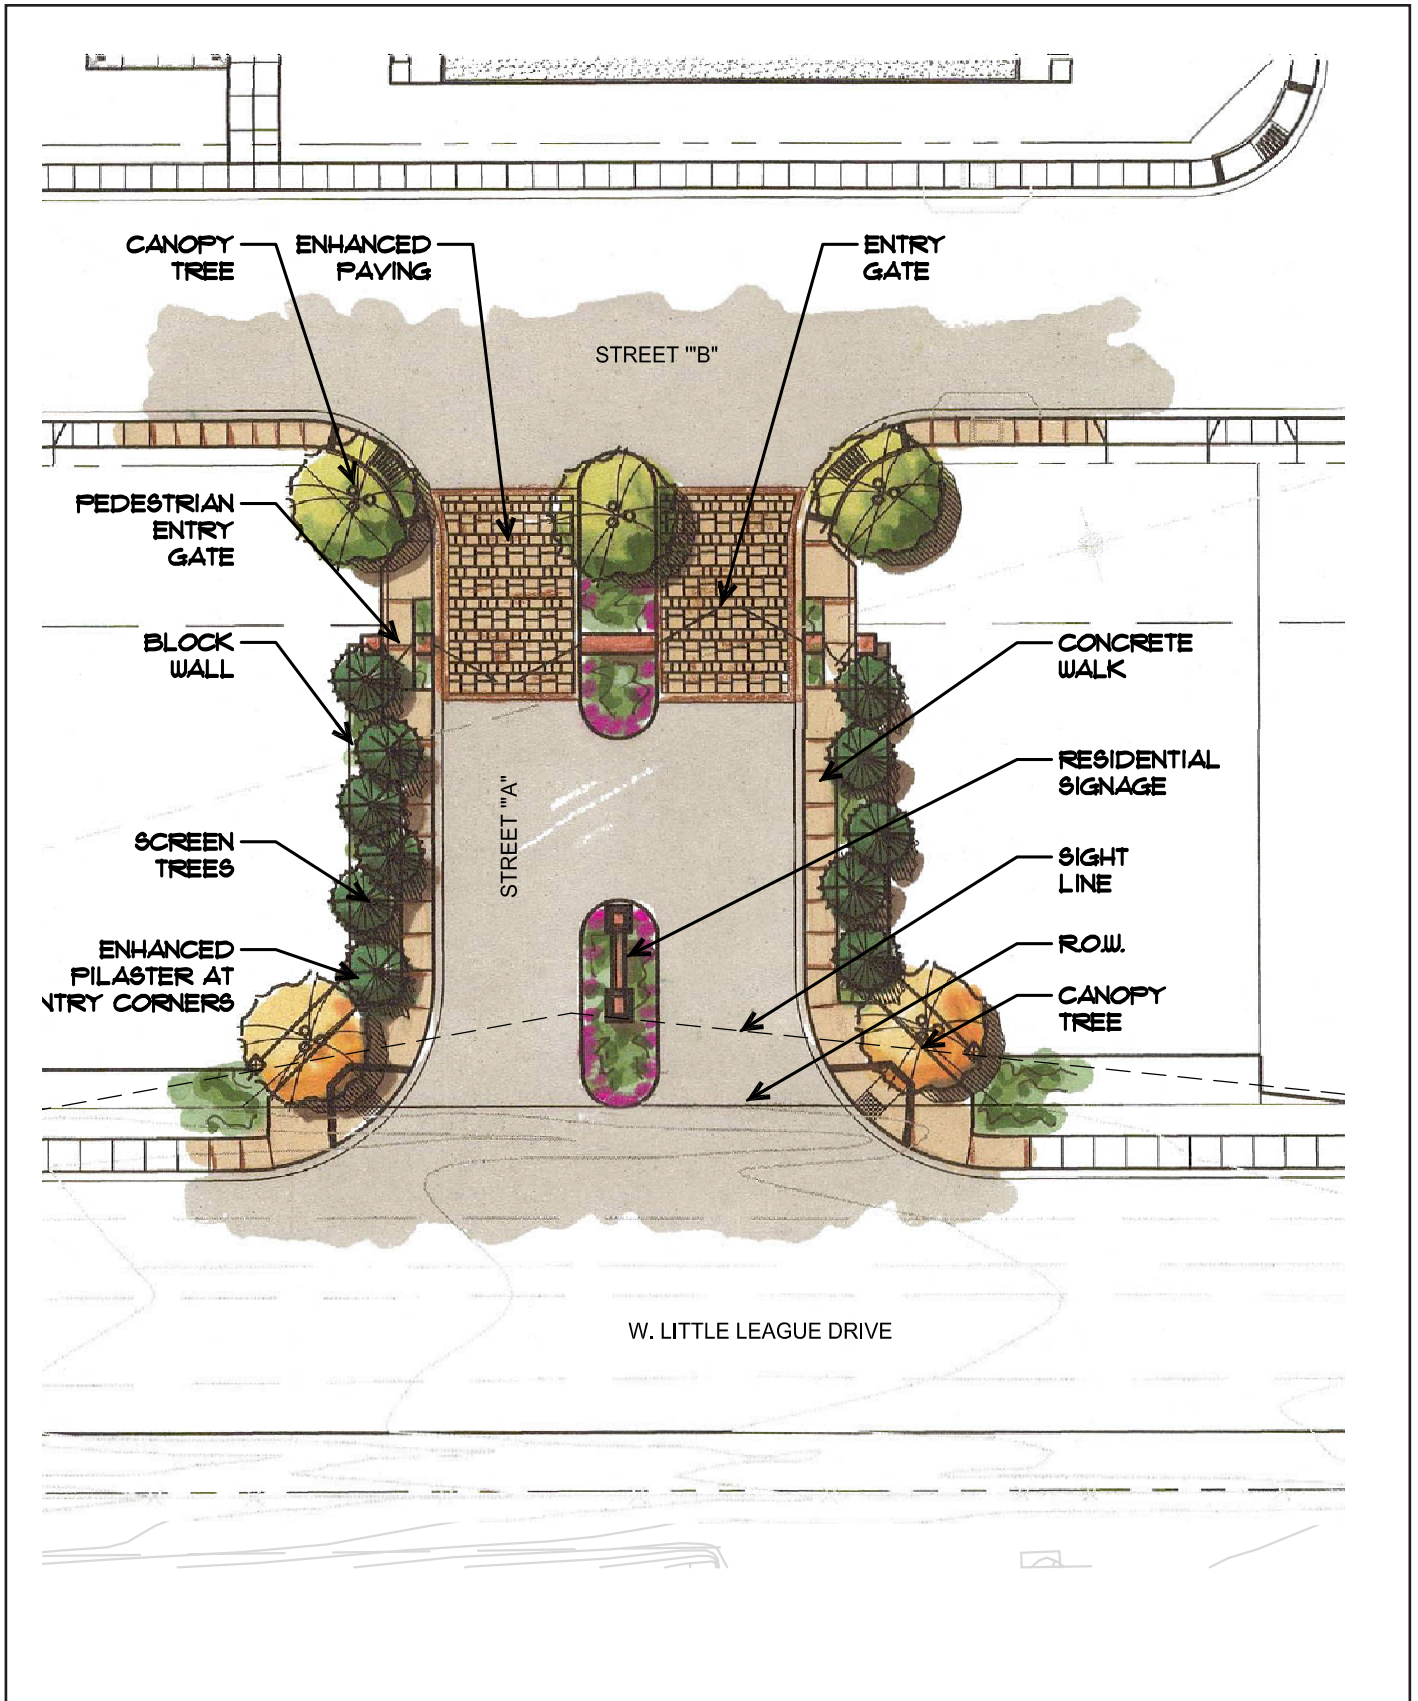 CANOPY
TREE
ENHANCED
PAVING
ENTRY
GATE
STREET '"B"
PEDESTRIAN
ENTRY
GATE
BLOCK
WALL
CONCRETE
WALK
RESIDENTIAL
SIGNAGE
STREET '"A"
SCREEN
TREES
SIGHT
LINE
ENHANCED
PILASTER AT
NTRY CORNERS
R.O.W.
CANOPY
TREE
W. LITTLE LEAGUE DRIVE